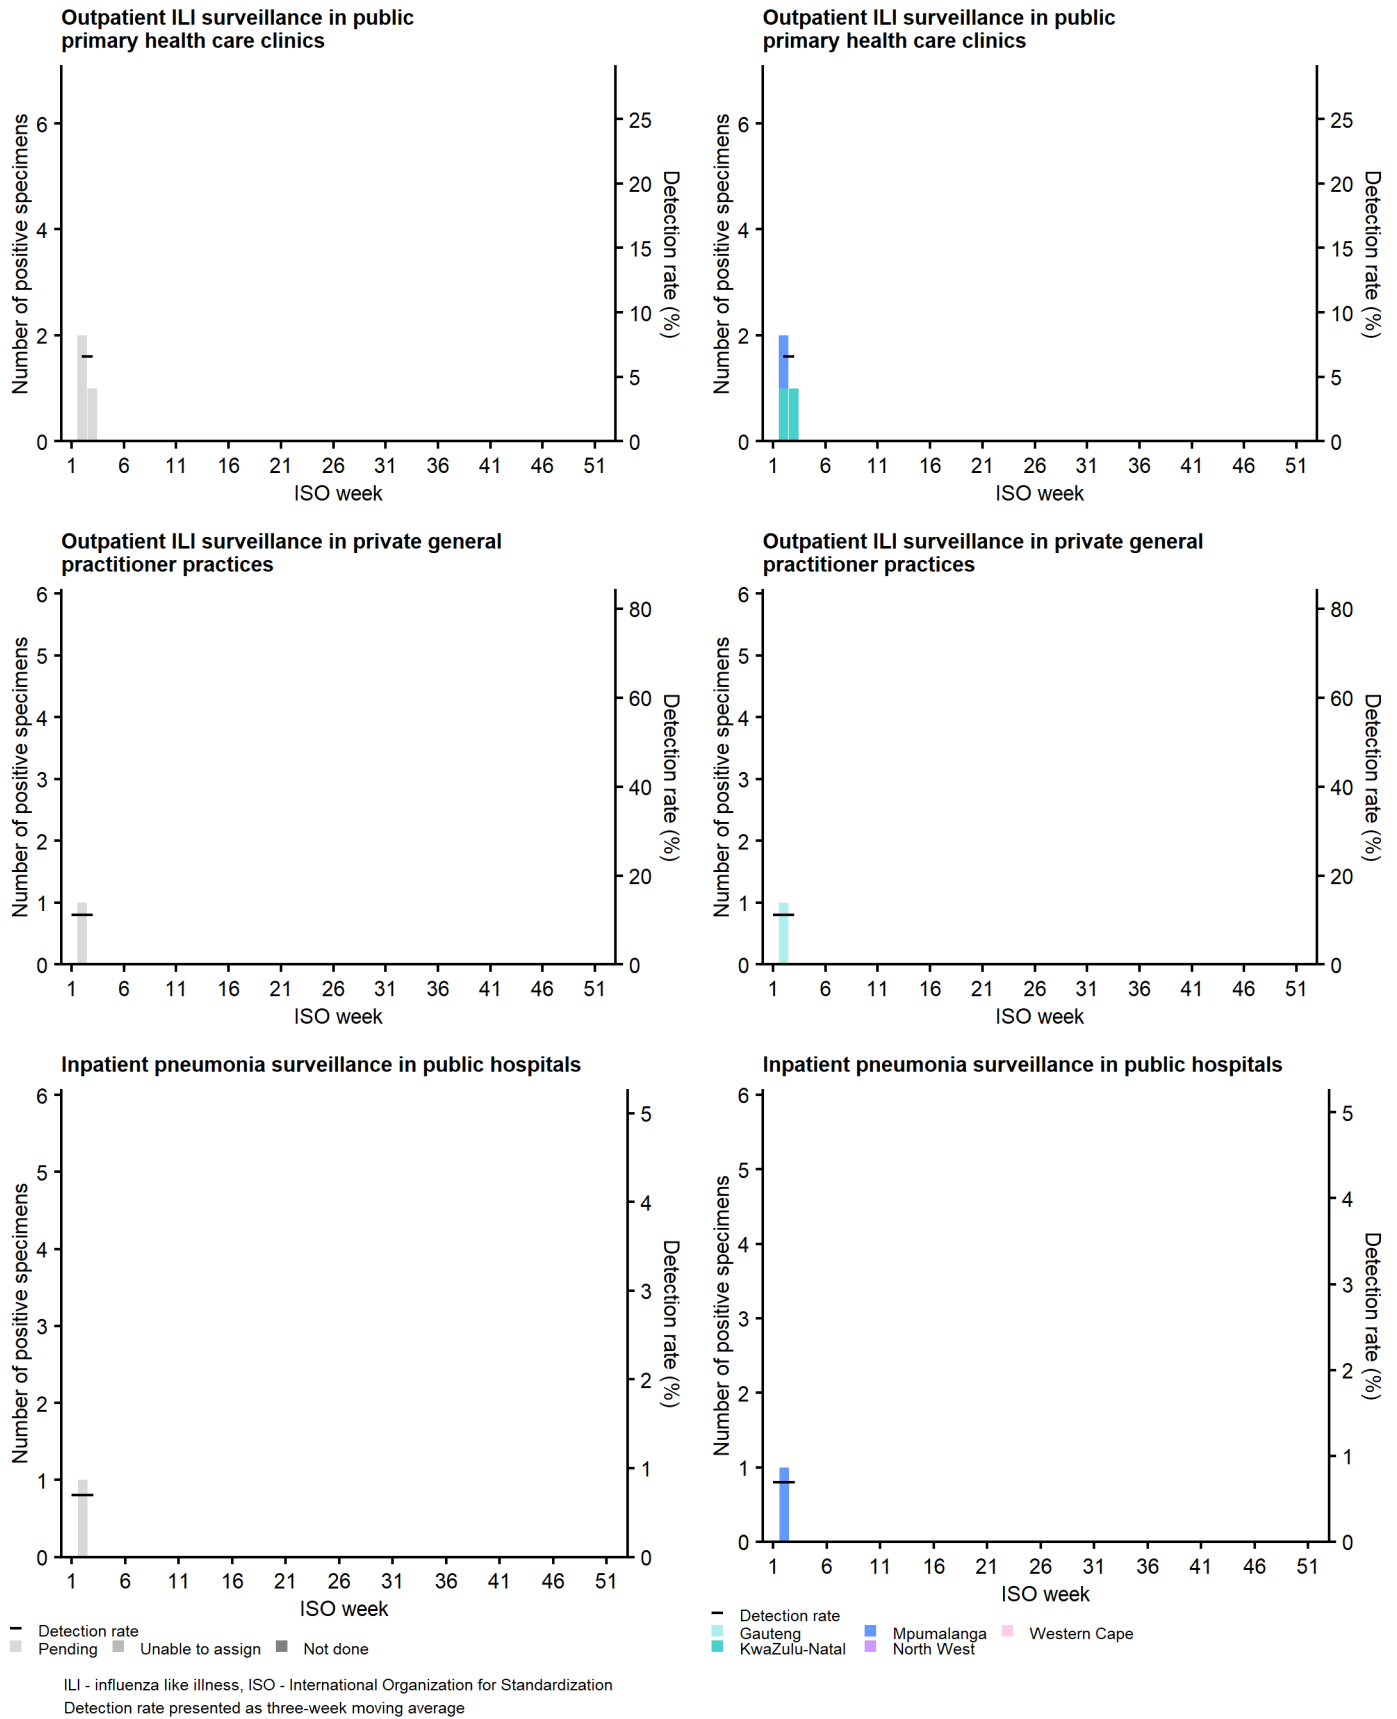 Outpatient ILI surveillance in public
primary health care clinics
Number of positive specimens
6
4
2
0
25
20
15
10
5
0
Detection rate (%)
1 6 11 16 21 26 31 36 41 46 51
ISO week
Outpatient ILI surveillance in public
primary health care clinics
Number of positive specimens
6
4
2
0
25
20
15
10
5
0
Detection rate (%)
1 6 11 16 21 26 31 36 41 46 51
ISO week
Outpatient ILI surveillance in private general
practitioner practices
Number of positive specimens
6
5
4
3
2
1
0
80
60
40
20
0
Detection rate (%)
1 6 11 16 21 26 31 36 41 46 51
ISO week
Outpatient ILI surveillance in private general
practitioner practices
Number of positive specimens
6
5
4
3
2
1
0
80
60
40
20
0
Detection rate (%)
1 6 11 16 21 26 31 36 41 46 51
ISO week
Inpatient pneumonia surveillance in public hospitals
Number of positive specimens
6
5
4
3
2
1
0
5
4
3
2
1
0
Detection rate (%)
1 6 11 16 21 26 31 36 41 46 51
ISO week
Detection rate
Pending Unable to assign Not done
Inpatient pneumonia surveillance in public hospitals
Number of positive specimens
6
5
4
3
2
1
0
5
4
3
2
1
0
Detection rate (%)
1 6 11 16 21 26 31 36 41 46 51
ISO week
Detection rate
Gauteng Mpumalanga Western Cape
KwaZulu-Natal North West
ILI - influenza like illness, ISO - International Organization for Standardization
Detection rate presented as three-week moving average